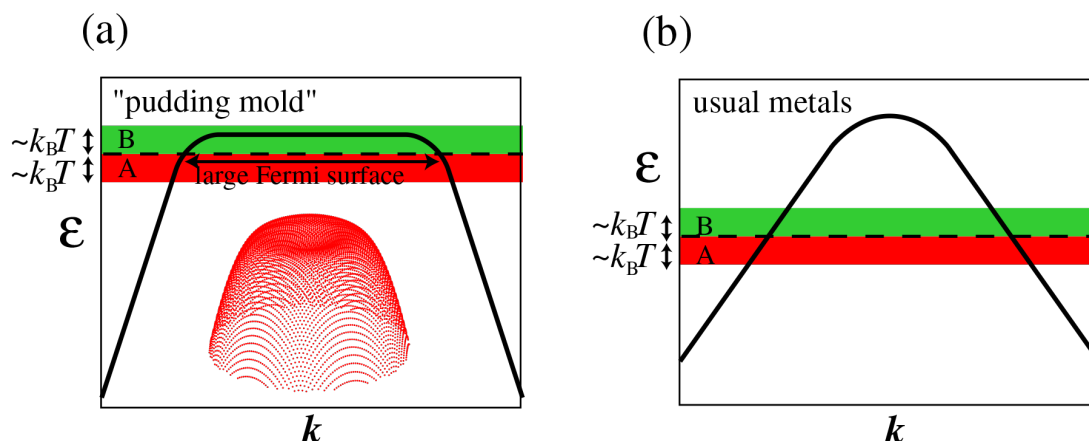 (a)
"pudding mold"
~kBT
B
~kBT
A
large Fermi surface
ε
k
(b)
usual metals
ε
~kBT
B
~kBT
A
k